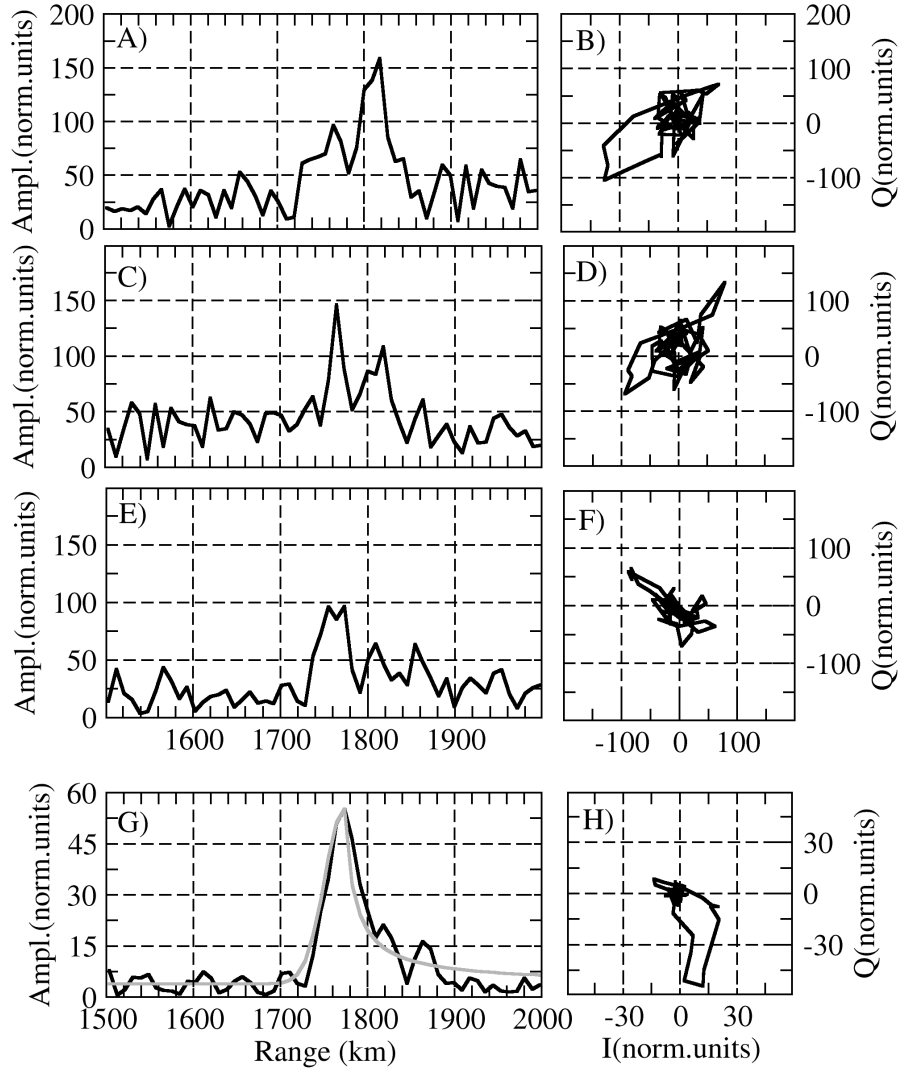 200
150
100
50
0
Ampl.(norm.units)
A)
B)
200
100
0
-100
Q(norm.units)
150
100
50
0
Ampl.(norm.units)
C)
D)
100
0
-100
Q(norm.units)
150
100
50
0
Ampl.(norm.units)
E)
1600 1700 1800 1900
F)
100
0
-100
Q(norm.units)
-100 0 100
60
45
30
15
0
Ampl.(norm.units)
G)
1500 1600 1700 1800 1900 2000
Range (km)
H)
30
0
-30
Q(norm.units)
-30 0 30
I(norm.units)